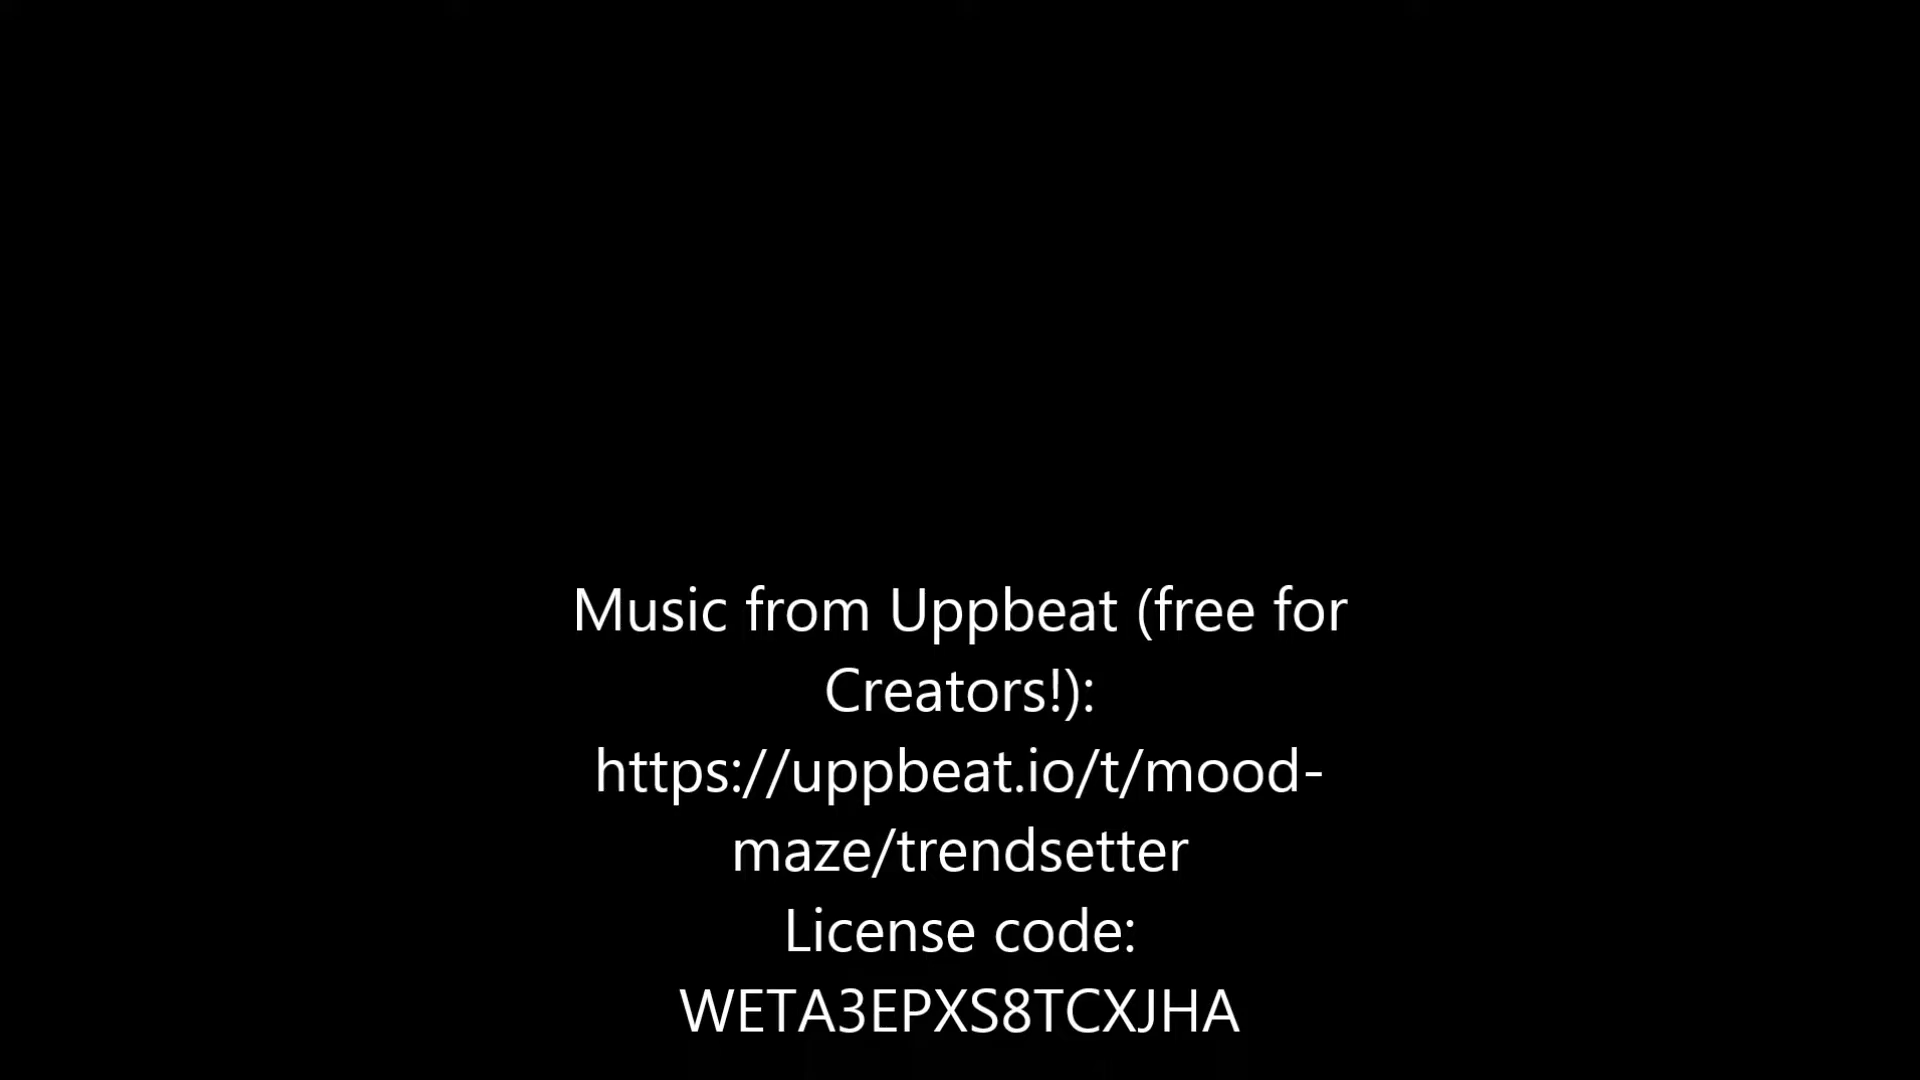 Music from Uppbeat (free for
Creators!):
https://uppbeat.io/t/mood-
maze/trendsetter
License code:
WETA3EPXS8TCXJHA